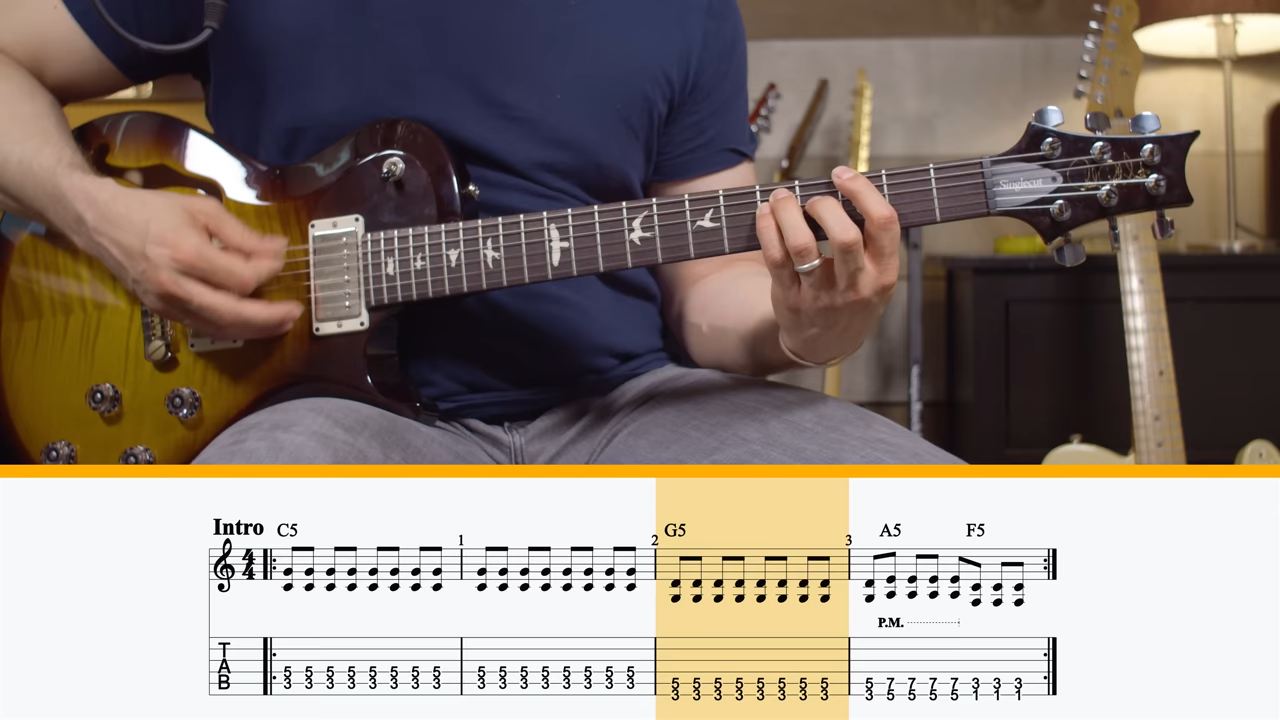 Singlecut
Intro C5 G5 A5 F5
1 2 3
4
4
P.M.
T 5 5 5 5 5 5 5 5 5 5 5 5 5 5 5 5
A 3 3 3 3 3 3 3 3 3 3 3 3 3 3 3 3 5 5 5 5 5 5 5 5 5 7 7 7 7 3 3 3
B 3 3 3 3 3 3 3 3 3 5 5 5 5 1 1 1